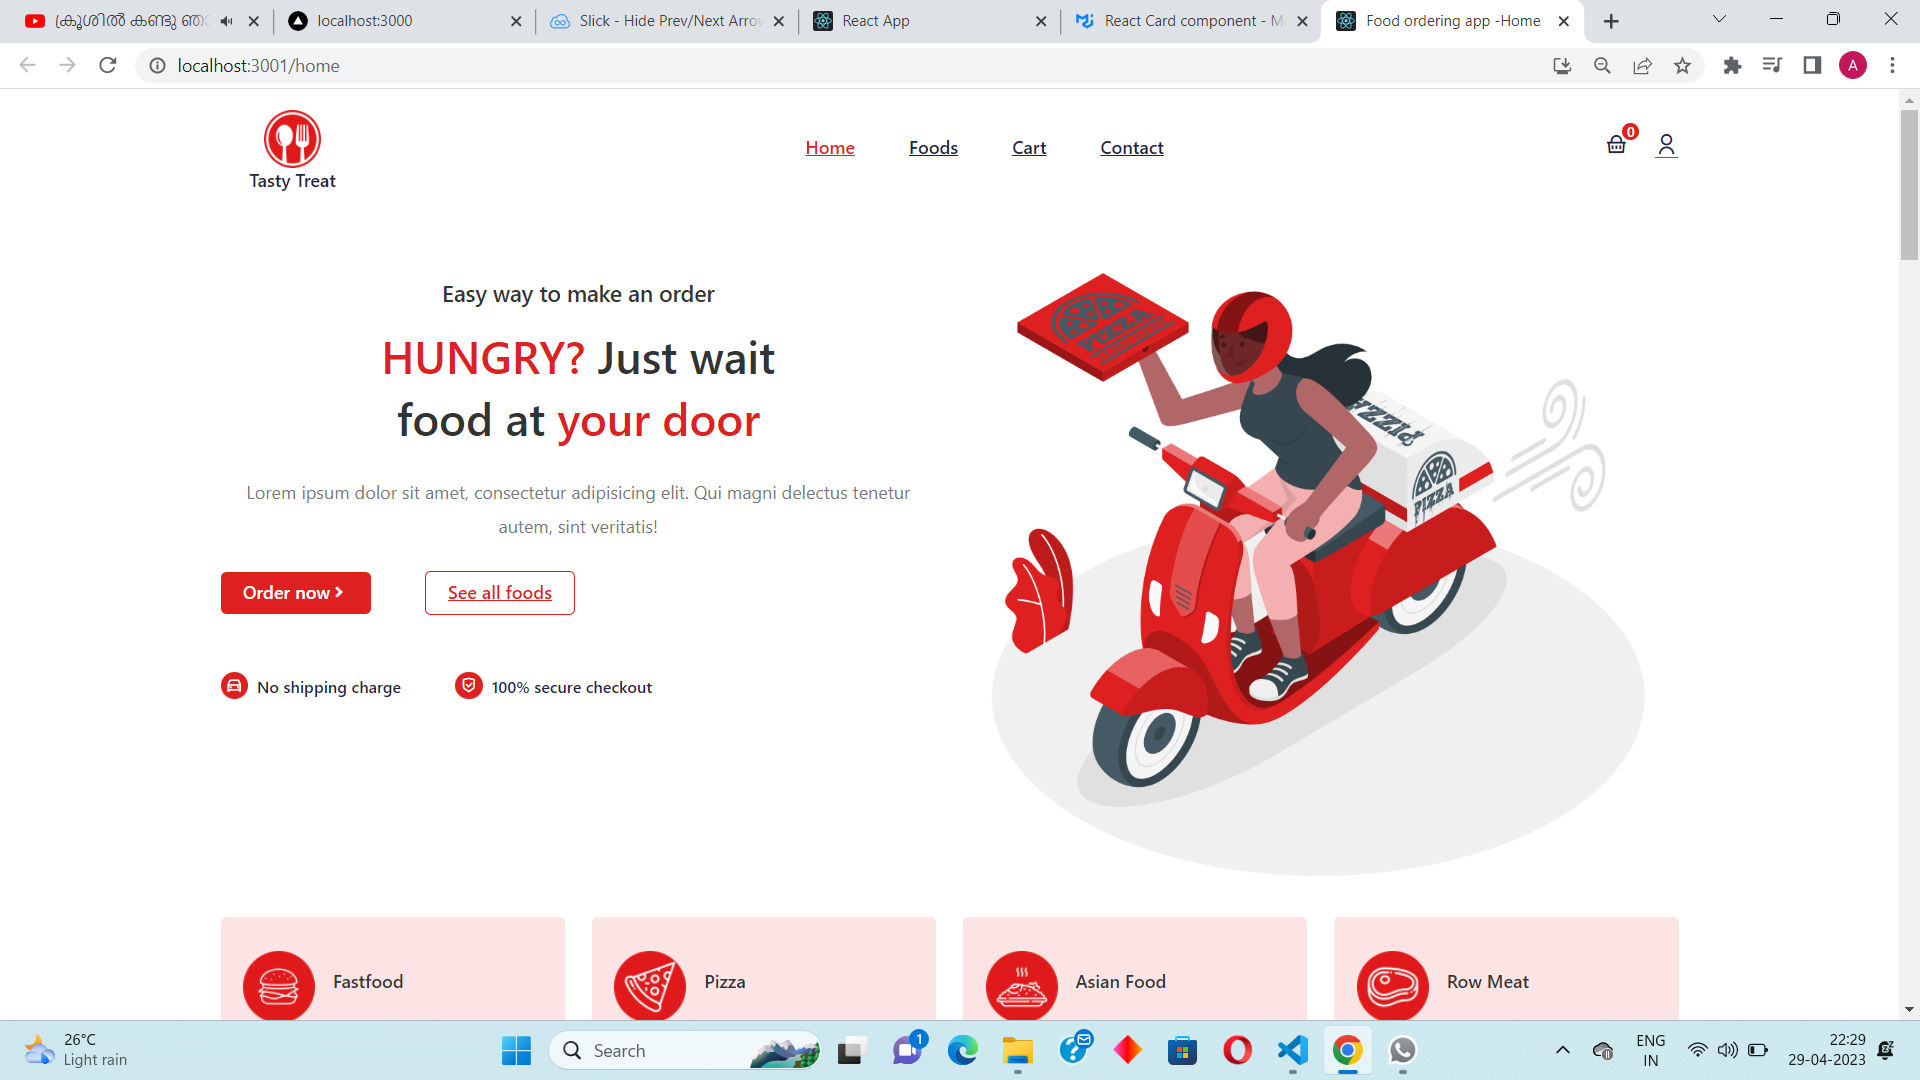 (ക്രൂശിൽ കണ്ടു ഞാ
localhost:3000
Slick - Hide Prev/Next Arrov
React App
React Card component - M
Food ordering app -Home
localhost:3001/home
A
Tasty Treat
Home
Foods
Cart
Contact
0
Easy way to make an order
HUNGRY? Just wait
food at your door
Lorem ipsum dolor sit amet, consectetur adipisicing elit. Qui magni delectus tenetur
autem, sint veritatis!
Order now
See all foods
No shipping charge
100% secure checkout
PIZZA
PIZZA
PIZZA
Fastfood
Pizza
Asian Food
Row Meat
26°C
Light rain
Search
1
ENG
IN
22:29
29-04-2023